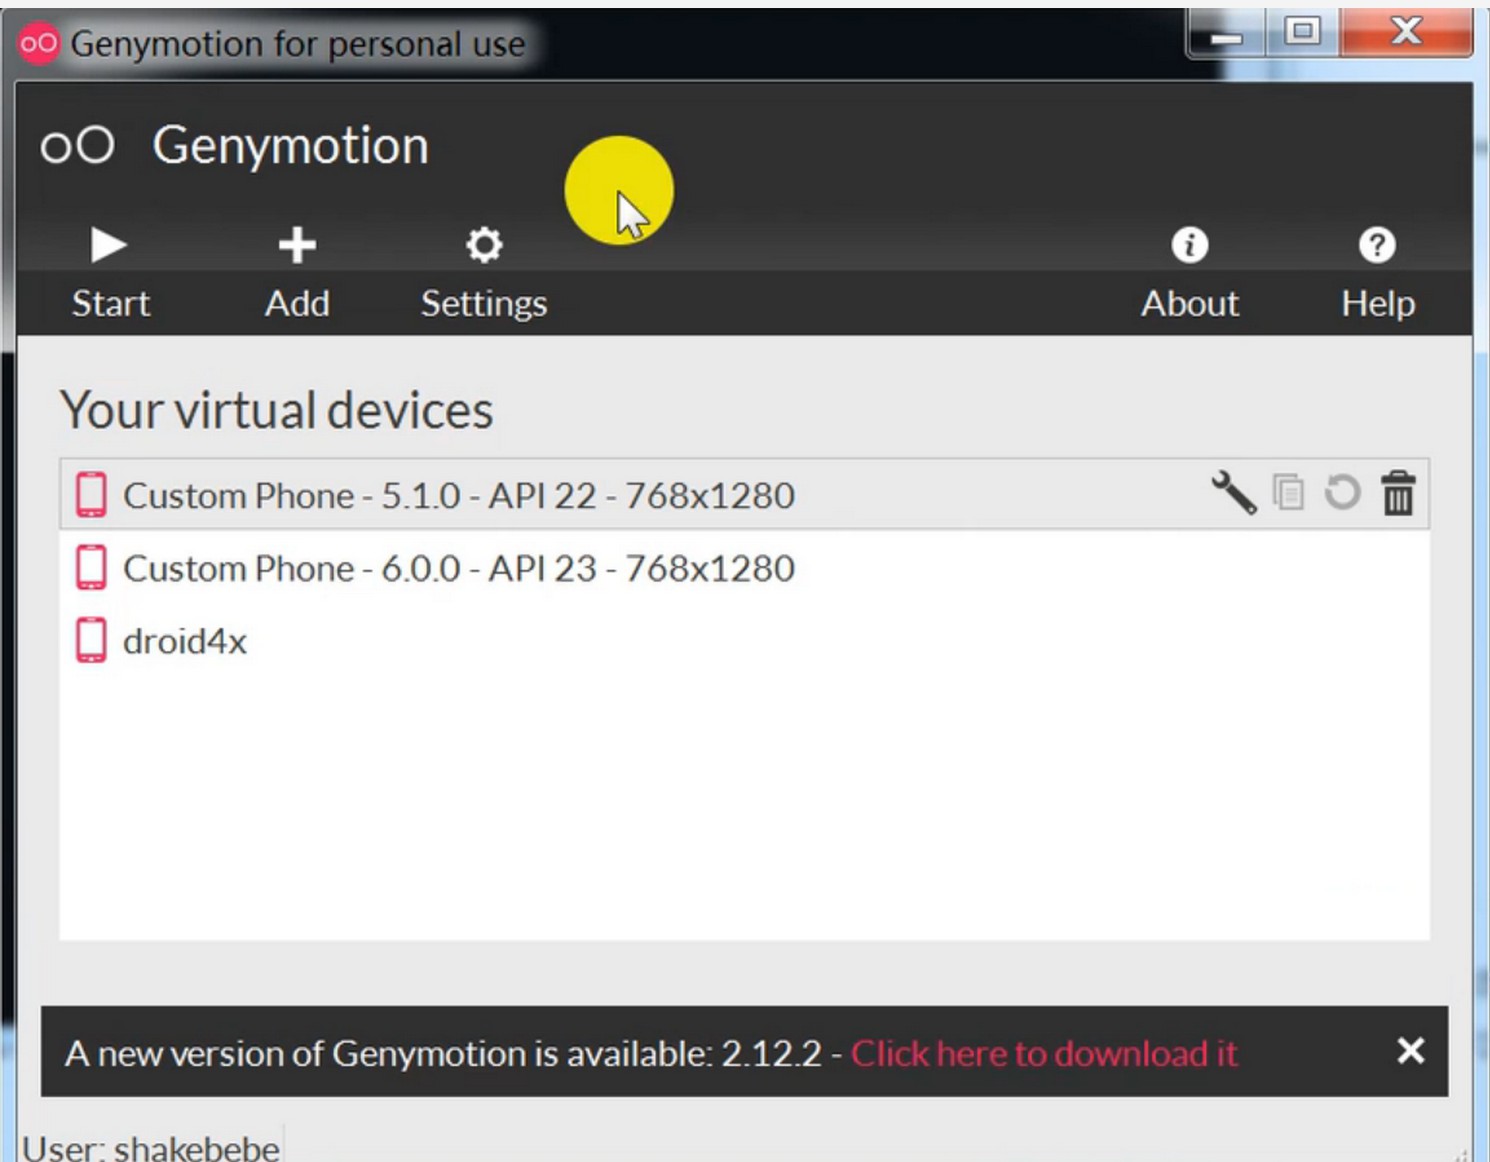 Genymotion for personal use
Genymotion
Start Add Settings About Help
Your virtual devices
Custom Phone - 5.1.0 - API 22 - 768x1280
Custom Phone - 6.0.0 - API 23 - 768x1280
droid4x
A new version of Genymotion is available: 2.12.2 - Click here to download it
User: shakebebe